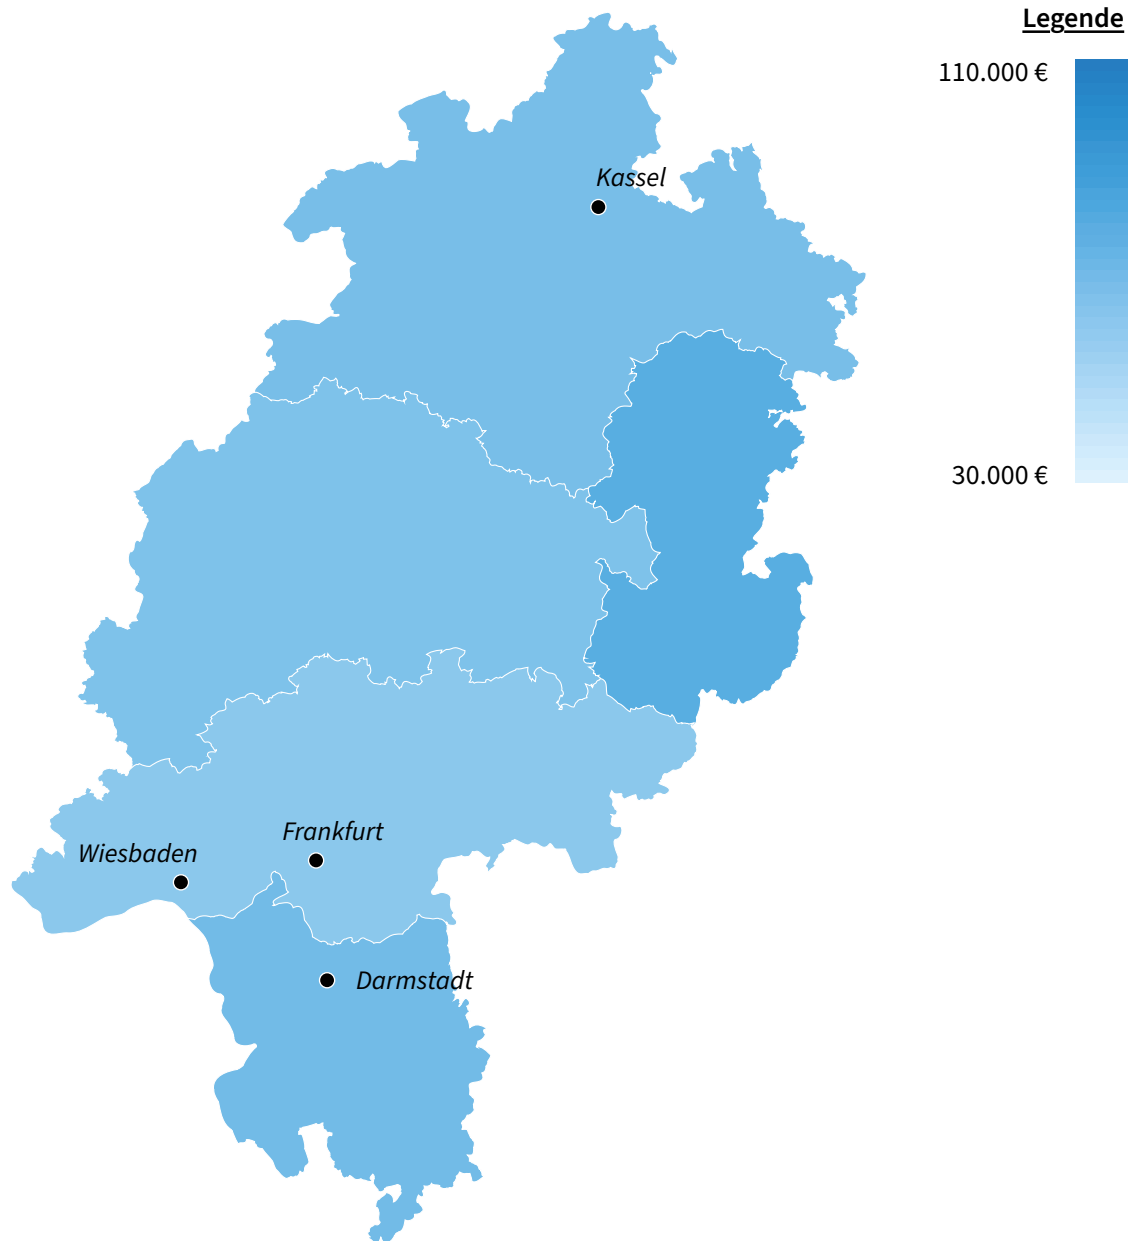 Legende
110.000 €
Kassel
30.000 €
Frankfurt
Wiesbaden
Darmstadt